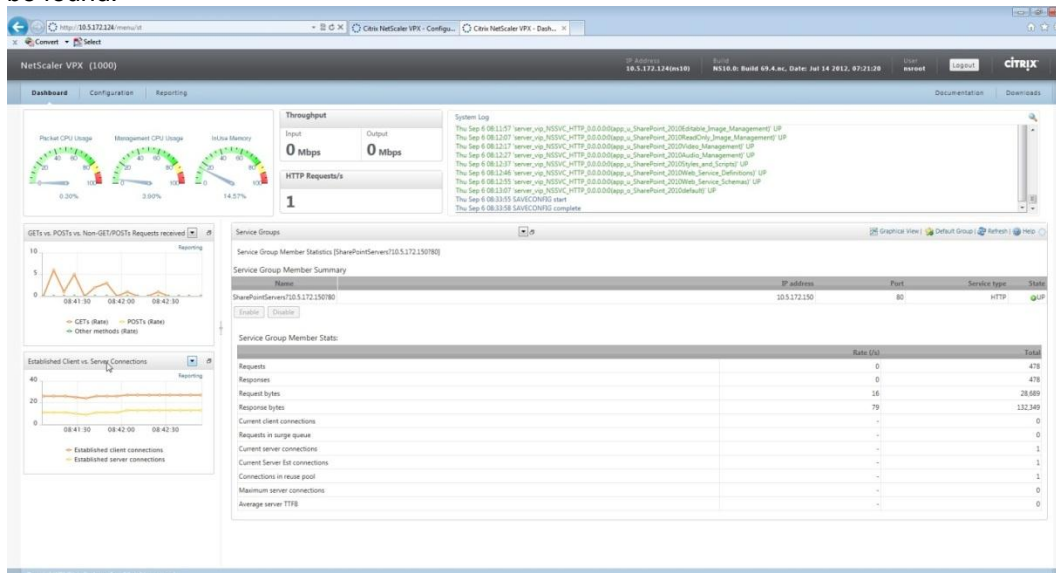 be found.
http://10.5.172.124/menu/st
Citrix NetScaler VPX - Configu...
Citrix NetScaler VPX - Dash...
x Convert Select
NetScaler VPX (1000)
IP Address
10.5.172.124(ns10)
Build
NS10.0: Build 69.4.nc, Date: Jul 14 2012, 07:21:20
User
nsroot
Logout
CITRIX
Dashboard Configuration Reporting
Documentation Downloads
Packet CPU Usage Management CPU Usage InUse Memory
0.20% 3.90% 14.57%
Throughput
Input Output
0 Mbps 0 Mbps
HTTP Requests/s
1
System Log
Thu Sep 6 08:11:57 'server_vip_NSSVC_HTTP_0.0.0.0:0(app_u_SharePoint_2010Editable_Image_Management)' UP
Thu Sep 6 08:12:07 'server_vip_NSSVC_HTTP_0.0.0.0:0(app_u_SharePoint_2010ReadOnly_Image_Management)' UP
Thu Sep 6 08:12:17 'server_vip_NSSVC_HTTP_0.0.0.0:0(app_u_SharePoint_2010Video_Management)' UP
Thu Sep 6 08:12:27 'server_vip_NSSVC_HTTP_0.0.0.0:0(app_u_SharePoint_2010Audio_Management)' UP
Thu Sep 6 08:12:37 'server_vip_NSSVC_HTTP_0.0.0.0:0(app_u_SharePoint_2010Styles_and_Scripts)' UP
Thu Sep 6 08:12:46 'server_vip_NSSVC_HTTP_0.0.0.0:0(app_u_SharePoint_2010Web_Service_Definitions)' UP
Thu Sep 6 08:12:55 'server_vip_NSSVC_HTTP_0.0.0.0:0(app_u_SharePoint_2010Web_Service_Schemas)' UP
Thu Sep 6 08:13:07 'server_vip_NSSVC_HTTP_0.0.0.0:0(app_u_SharePoint_2010default)' UP
Thu Sep 6 08:33:55 SAVECONFIG start
Thu Sep 6 08:33:58 SAVECONFIG complete
GETs vs. POSTs vs. Non-GET/POSTs Requests received
Reporting
10
5
0
08:41:30 08:42:00 08:42:30
GETs (Rate) POSTs (Rate)
Other methods (Rate)
Established Client vs. Server Connections
Reporting
40
20
0
08:41:30 08:42:00 08:42:30
Established client connections
Established server connections
Service Groups
Graphical View | Default Group | Refresh | Help
Service Group Member Statistics [SharePointServers?10.5.172.150?80]
Service Group Member Summary
Name IP address Port Service type State
SharePointServers?10.5.172.150?80 10.5.172.150 80 HTTP UP
Enable Disable
Service Group Member Stats:
Rate (/s) Total
Requests 0 478
Responses 0 478
Request bytes 16 28,689
Response bytes 79 132,349
Current client connections - 0
Requests in surge queue - 0
Current server connections - 1
Current Server Est connections - 1
Connections in reuse pool - 1
Maximum server connections - 0
Average server TTFB - 0